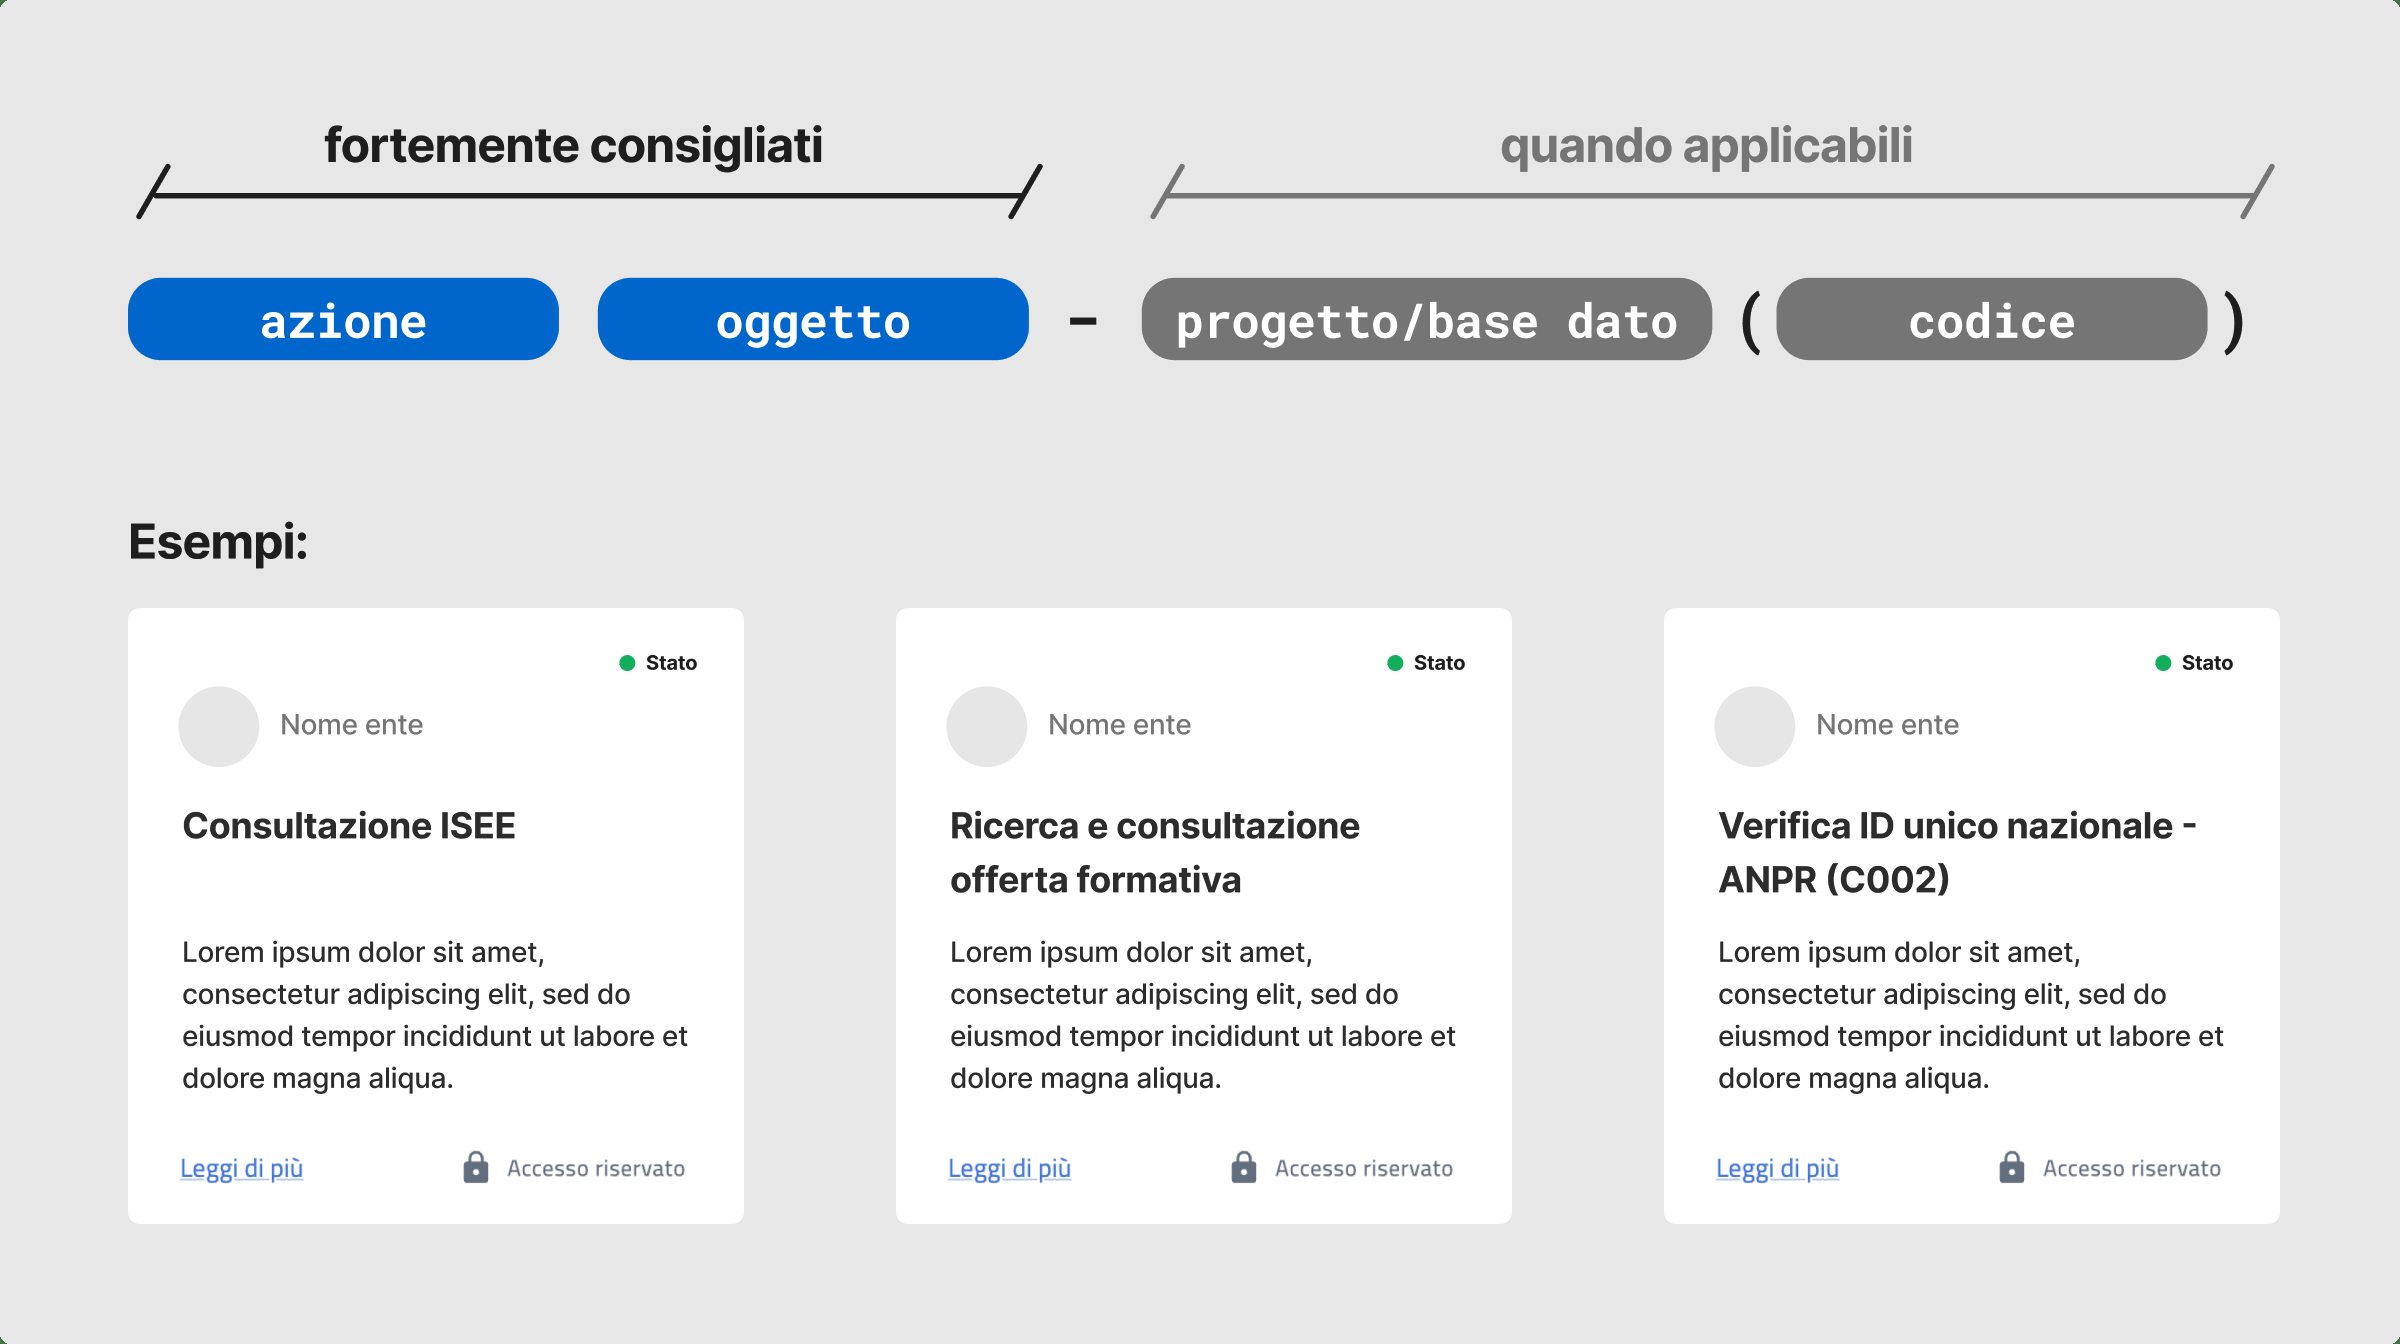 fortemente consigliati
quando applicabili
azione oggetto - progetto/base dato ( codice )
Esempi:
Stato
Nome ente
Consultazione ISEE
Lorem ipsum dolor sit amet,
consectetur adipiscing elit, sed do
eiusmod tempor incididunt ut labore et
dolore magna aliqua.
Leggi di più
Accesso riservato
Stato
Nome ente
Ricerca e consultazione
offerta formativa
Lorem ipsum dolor sit amet,
consectetur adipiscing elit, sed do
eiusmod tempor incididunt ut labore et
dolore magna aliqua.
Leggi di più
Accesso riservato
Stato
Nome ente
Verifica ID unico nazionale -
ANPR (C002)
Lorem ipsum dolor sit amet,
consectetur adipiscing elit, sed do
eiusmod tempor incididunt ut labore et
dolore magna aliqua.
Leggi di più
Accesso riservato